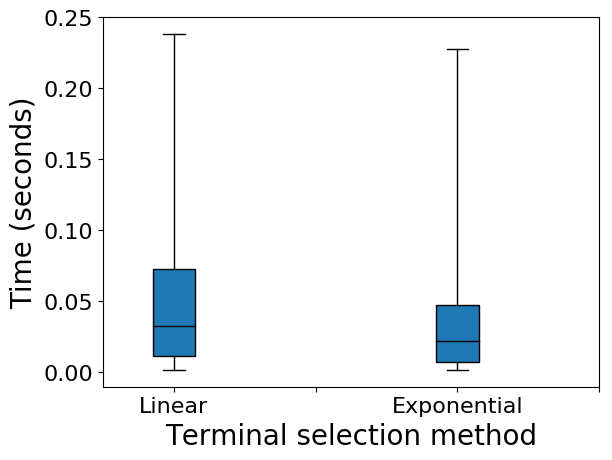 0.25
0.20
0.15
0.10
0.05
0.00
Time (seconds)
Linear
Exponential
Terminal selection method